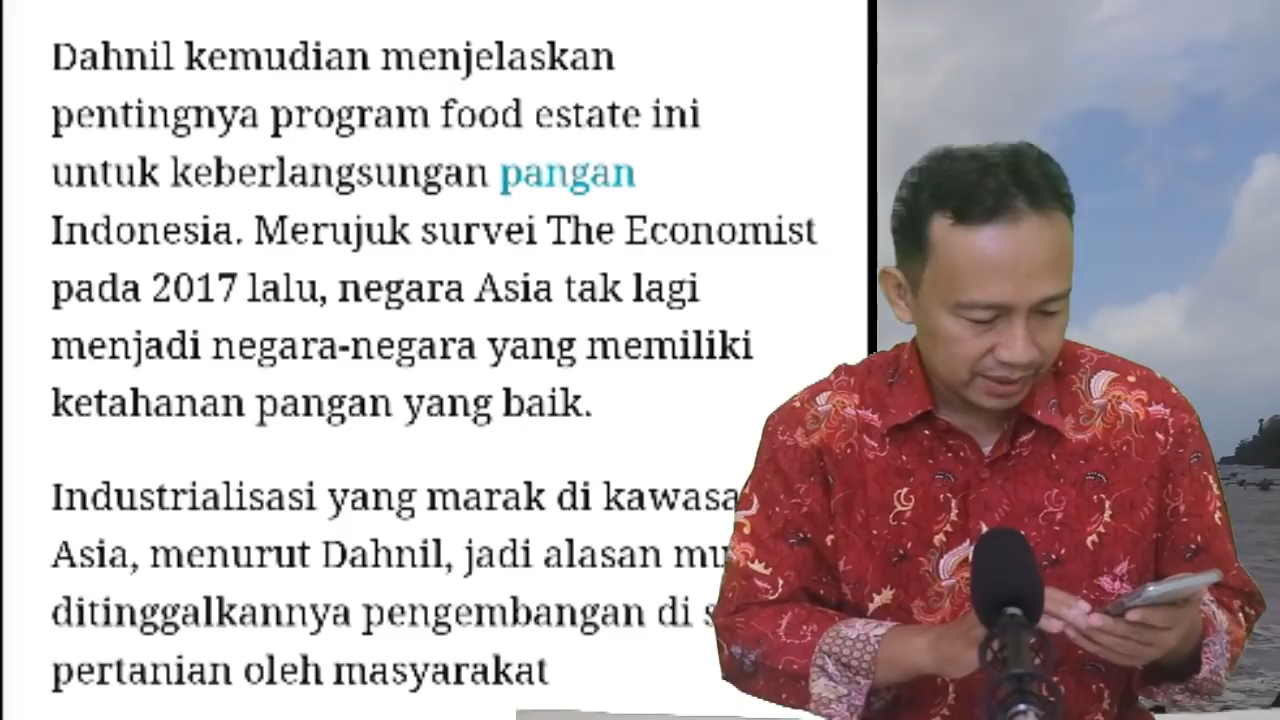 Dahnil kemudian menjelaskan
pentingnya program food estate ini
untuk keberlangsungan pangan
Indonesia. Merujuk survei The Economist
pada 2017 lalu, negara Asia tak lagi
menjadi negara-negara yang memiliki
ketahanan pangan yang baik.
Industrialisasi yang marak di
Asia, menurut Dahnil, jadi alasan
ditinggalkannya pengembangan di
pertanian oleh masyarakat